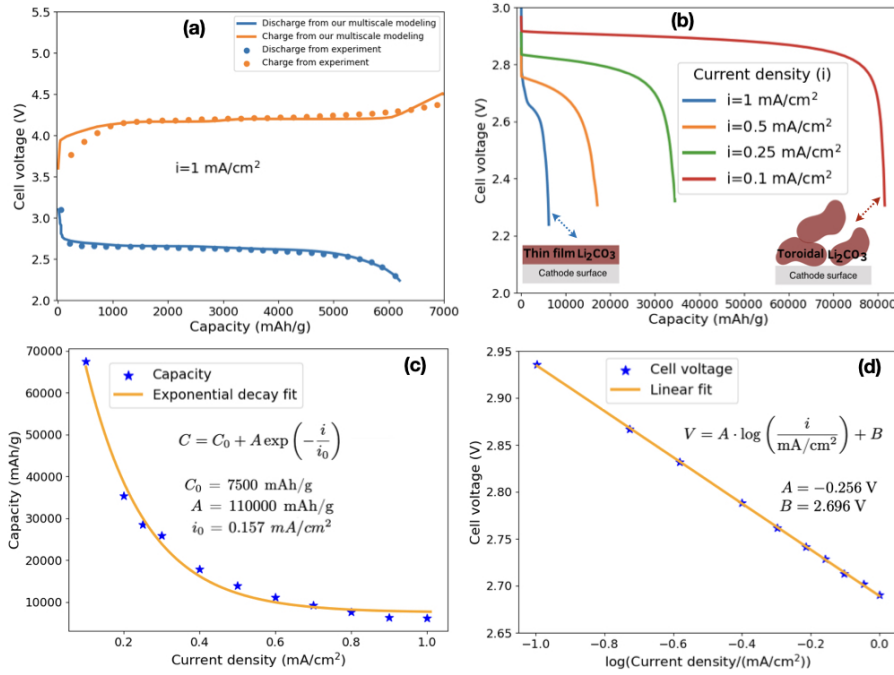 (a)
Discharge from our multiscale modeling
Charge from our multiscale modeling
Discharge from experiment
Charge from experiment
i=1 mA/cm²
Cell voltage (V)
5.5
5.0
4.5
4.0
3.5
3.0
2.5
2.0
0 1000 2000 3000 4000 5000 6000 7000
Capacity (mAh/g)
(b)
Current density (i)
i=1 mA/cm²
i=0.5 mA/cm²
i=0.25 mA/cm²
i=0.1 mA/cm²
Thin film Li₂CO₃
Cathode surface
Toroidal Li₂CO₃
Cathode surface
Cell voltage (V)
3.0
2.8
2.6
2.4
2.2
2.0
0 10000 20000 30000 40000 50000 60000 70000 80000
Capacity (mAh/g)
(c)
Capacity
Exponential decay fit
C = C₀ + A exp(−i/i₀)
C₀ = 7500 mAh/g
A = 110000 mAh/g
i₀ = 0.157 mA/cm²
Capacity (mAh/g)
70000
60000
50000
40000
30000
20000
10000
0.2 0.4 0.6 0.8 1.0
Current density (mA/cm²)
(d)
Cell voltage
Linear fit
V = A · log(i/mA/cm²) + B
A = −0.256 V
B = 2.696 V
Cell voltage (V)
2.95
2.90
2.85
2.80
2.75
2.70
2.65
−1.0 −0.8 −0.6 −0.4 −0.2 0.0
log(Current density/(mA/cm²))